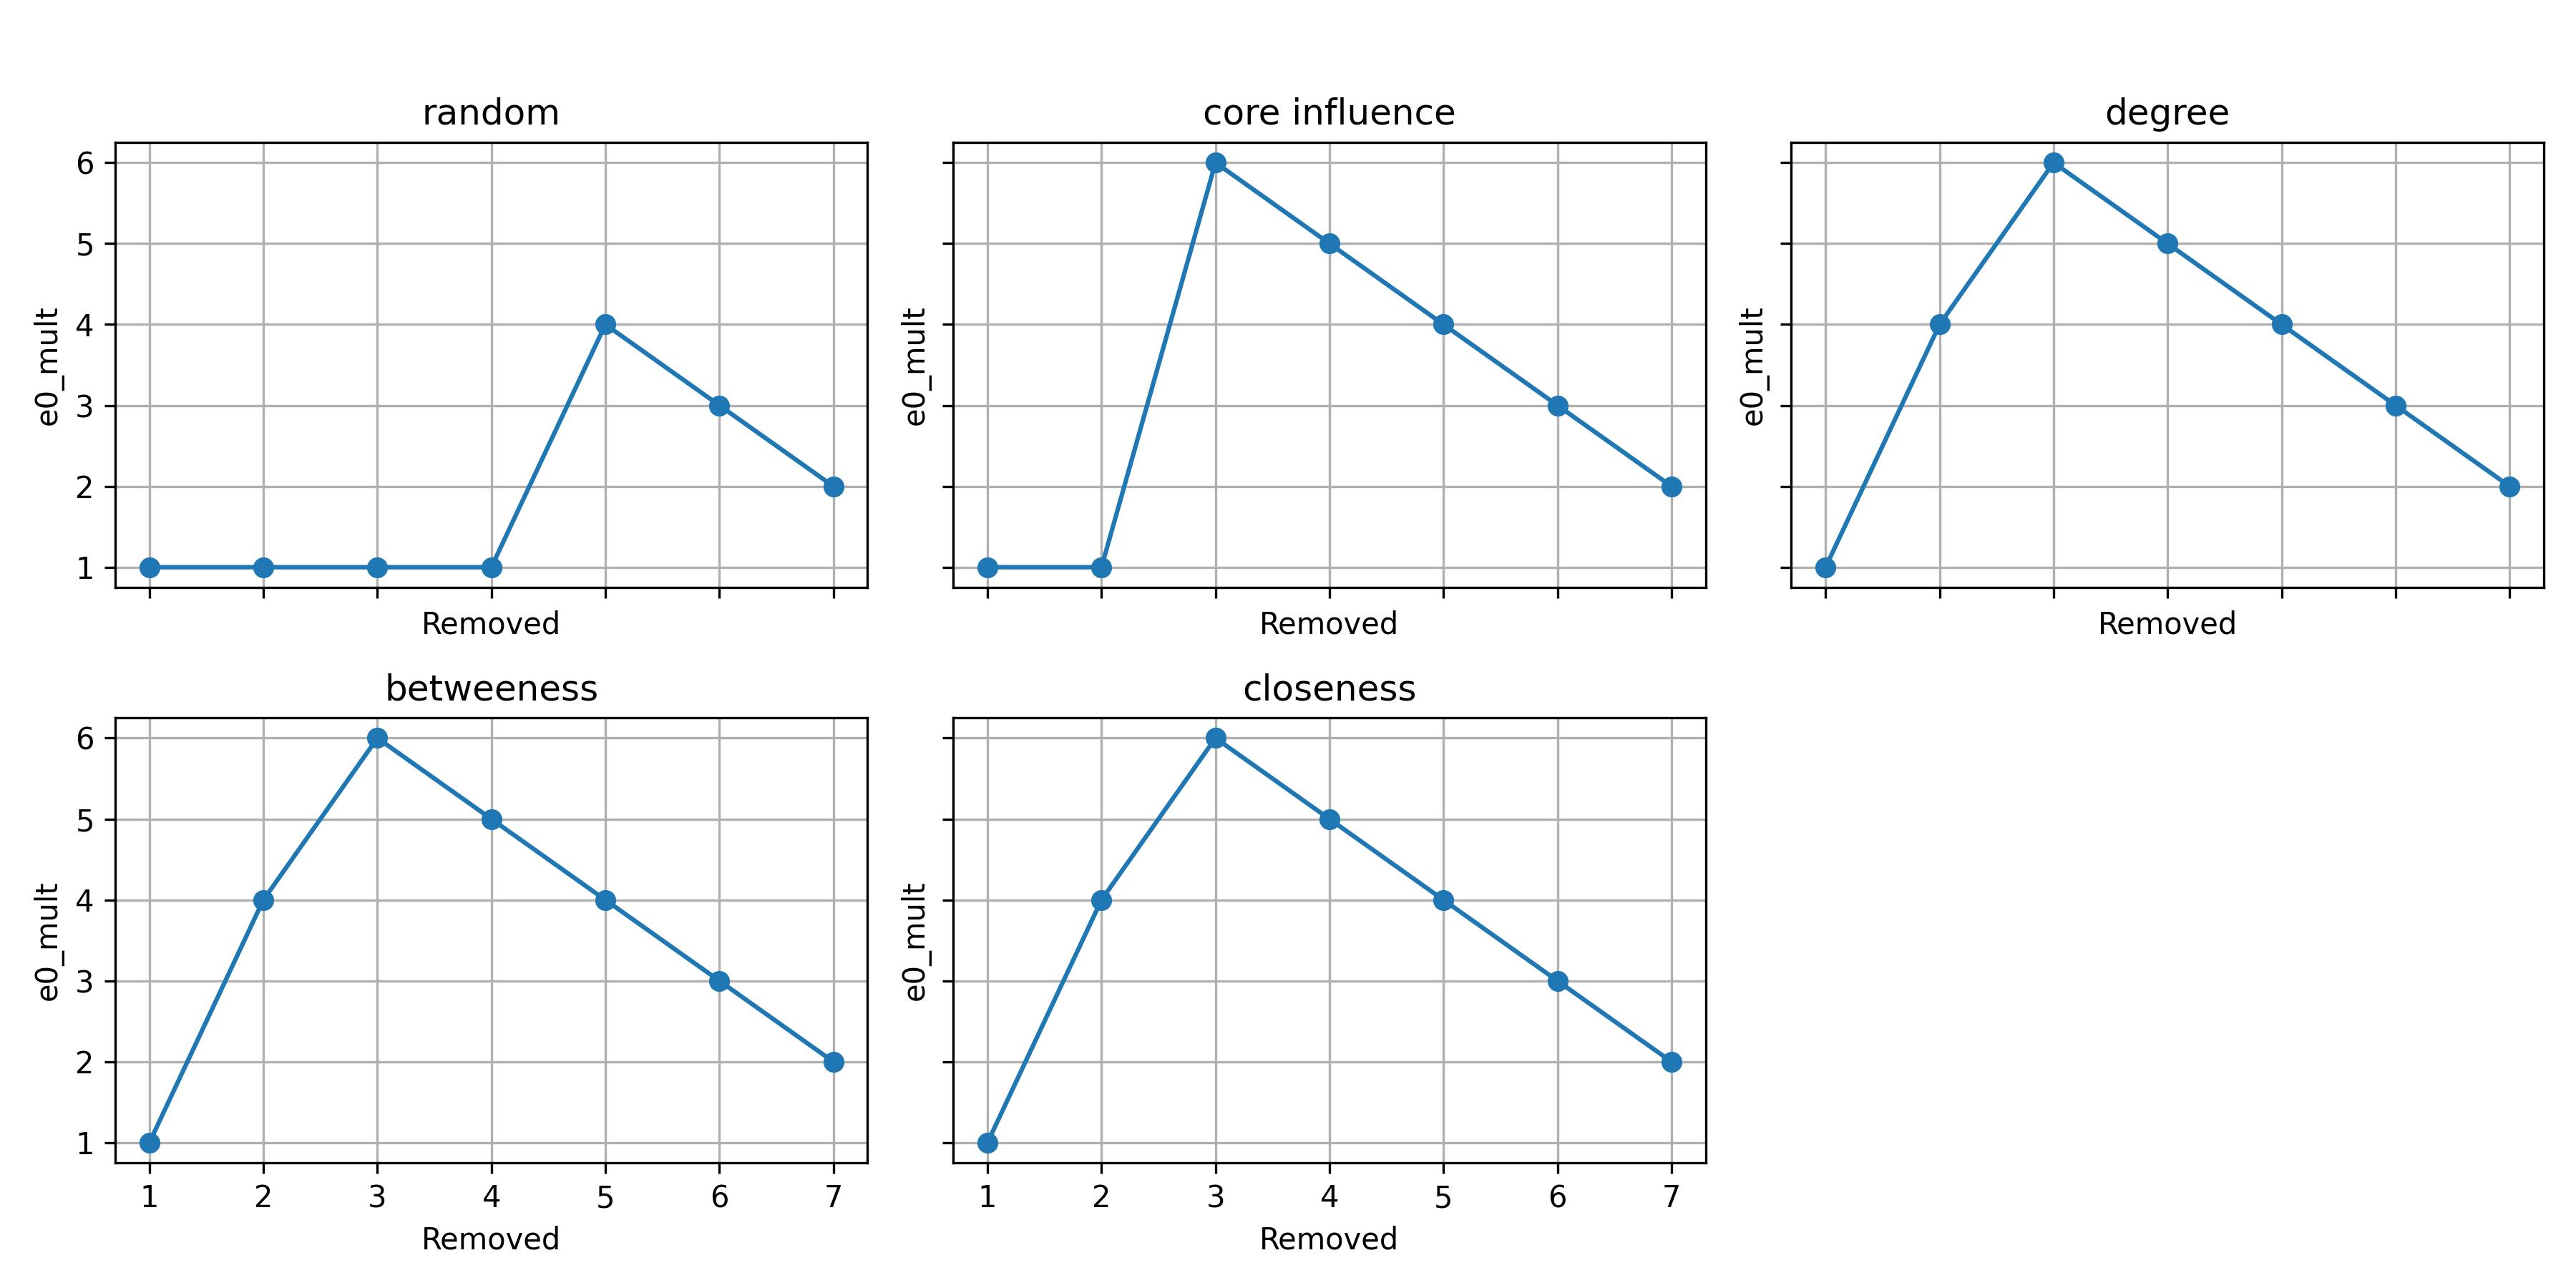 random
core influence
degree
6
5
4
3
2
1
e0_mult
e0_mult
e0_mult
Removed
Removed
Removed
betweeness
closeness
6
5
4
3
2
1
e0_mult
e0_mult
1 2 3 4 5 6 7
1 2 3 4 5 6 7
Removed
Removed